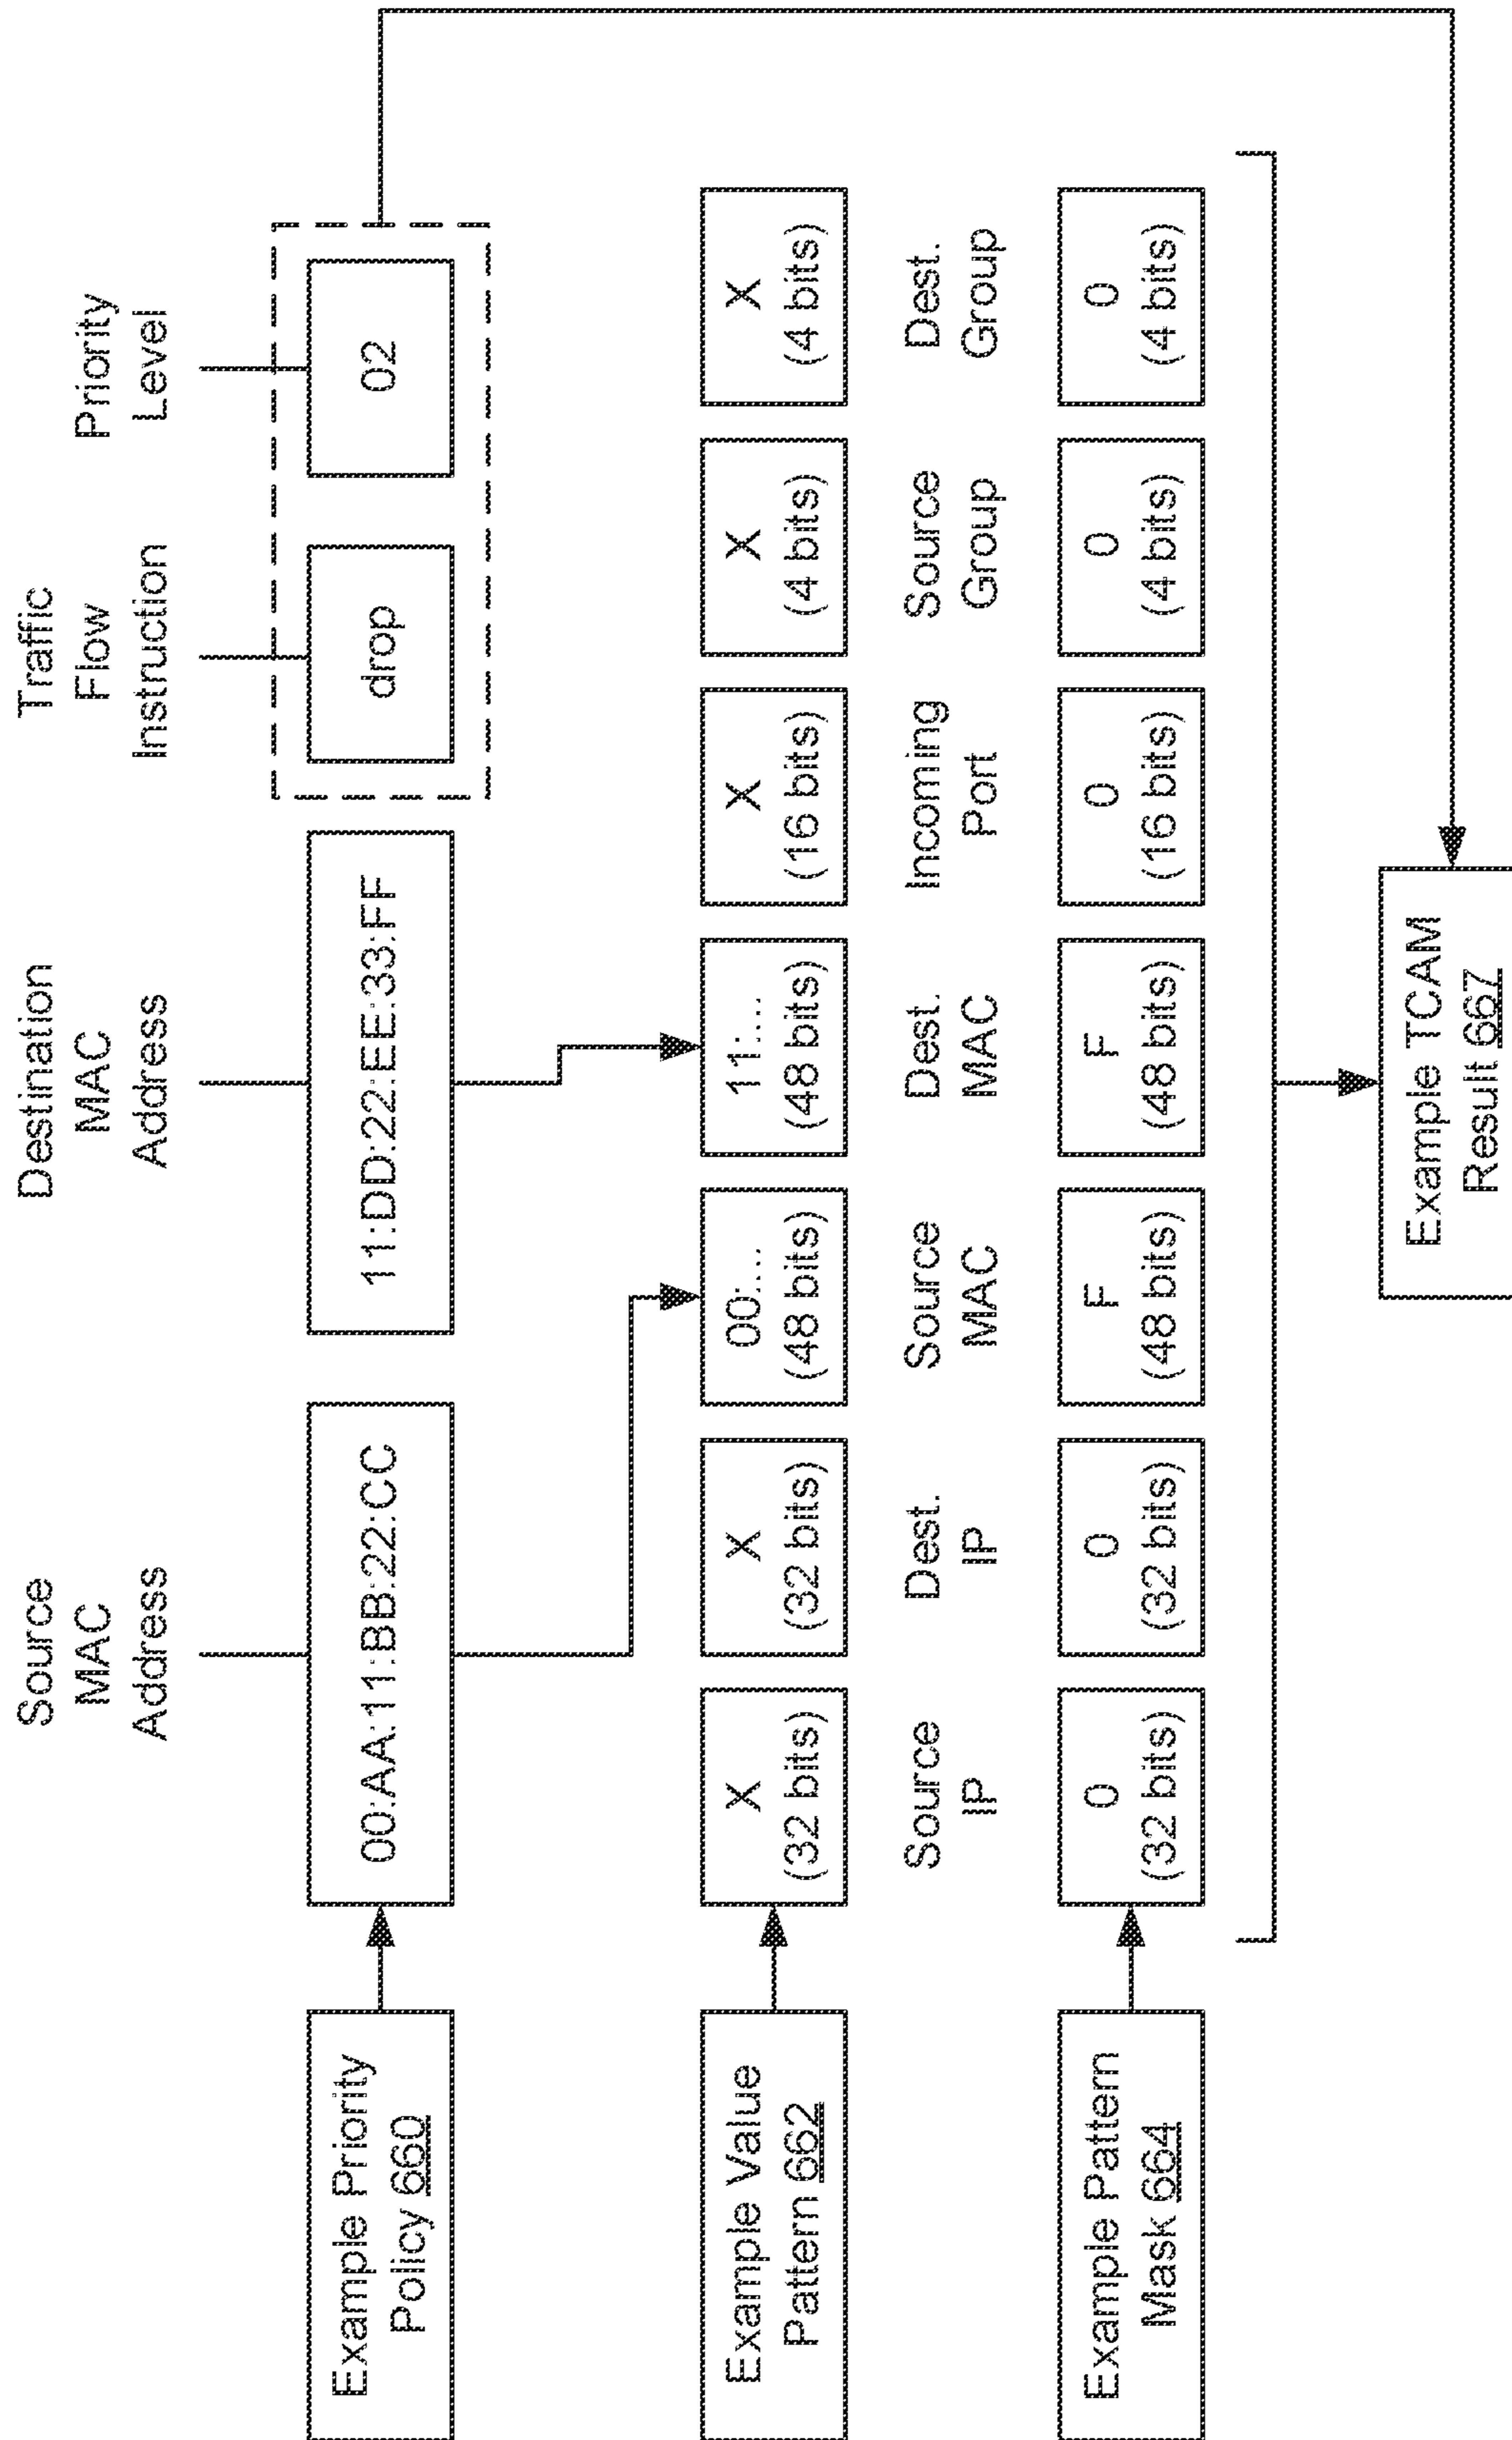 Source
MAC
Address
Destination
MAC
Address
Traffic
Flow
Instruction
Priority
Level
Example Priority
Policy 660
00:AA:11:BB:22:CC
11:DD:22:EE:33:FF
drop
02
Example Value
Pattern 662
X
(32 bits)
X
(32 bits)
00:...
(48 bits)
11:...
(48 bits)
X
(16 bits)
X
(4 bits)
X
(4 bits)
Source
IP
Dest.
IP
Source
MAC
Dest.
MAC
Incoming
Port
Source
Group
Dest.
Group
Example Pattern
Mask 664
0
(32 bits)
0
(32 bits)
F
(48 bits)
F
(48 bits)
0
(16 bits)
0
(4 bits)
0
(4 bits)
Example TCAM
Result 667